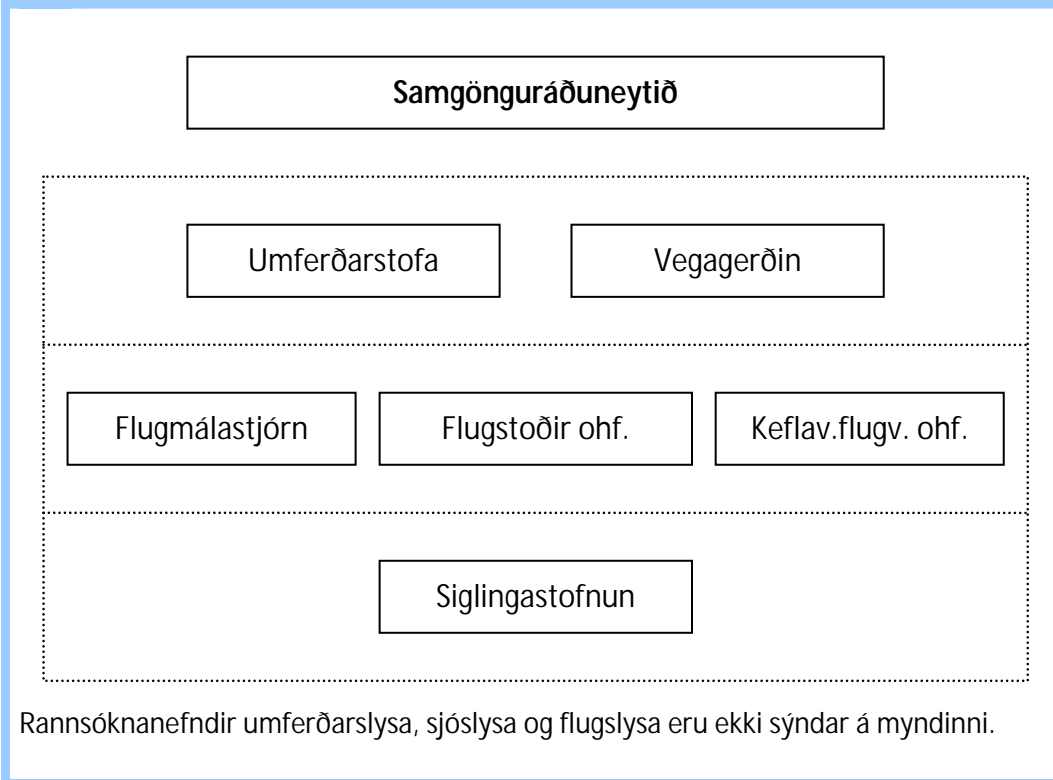 Samgönguráðuneytið
Umferðarstofa Vegagerðin
Flugmálastjórn Flugstoðir ohf. Keflav.flugv. ohf.
Siglingastofnun
Rannsóknanefndir umferðarslysa, sjóslysa og flugslysa eru ekki sýndar á myndinni.